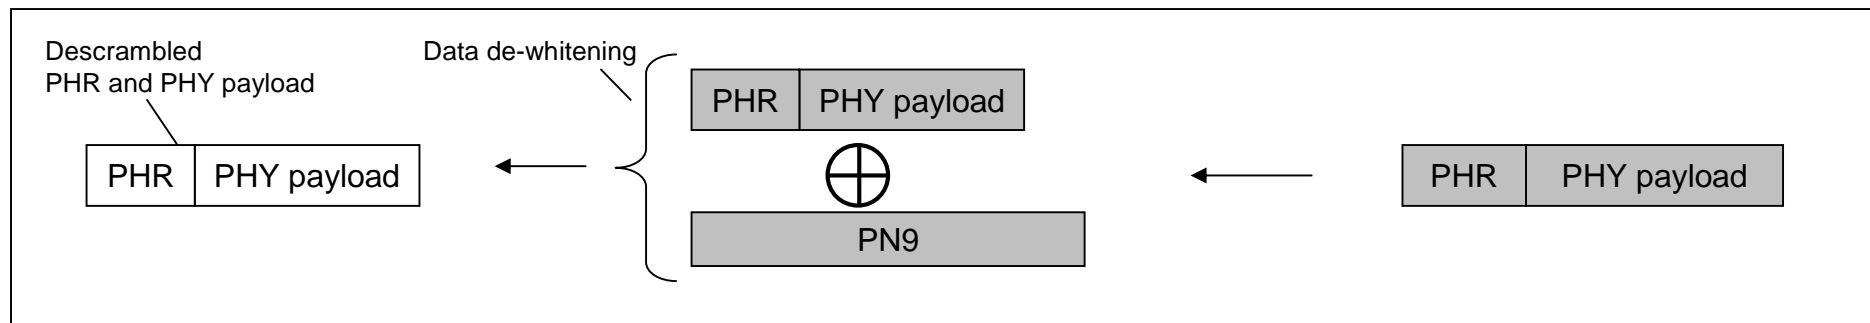 Descrambled
PHR and PHY payload
Data de-whitening
PHR PHY payload
PHR PHY payload
PN9
PHR PHY payload